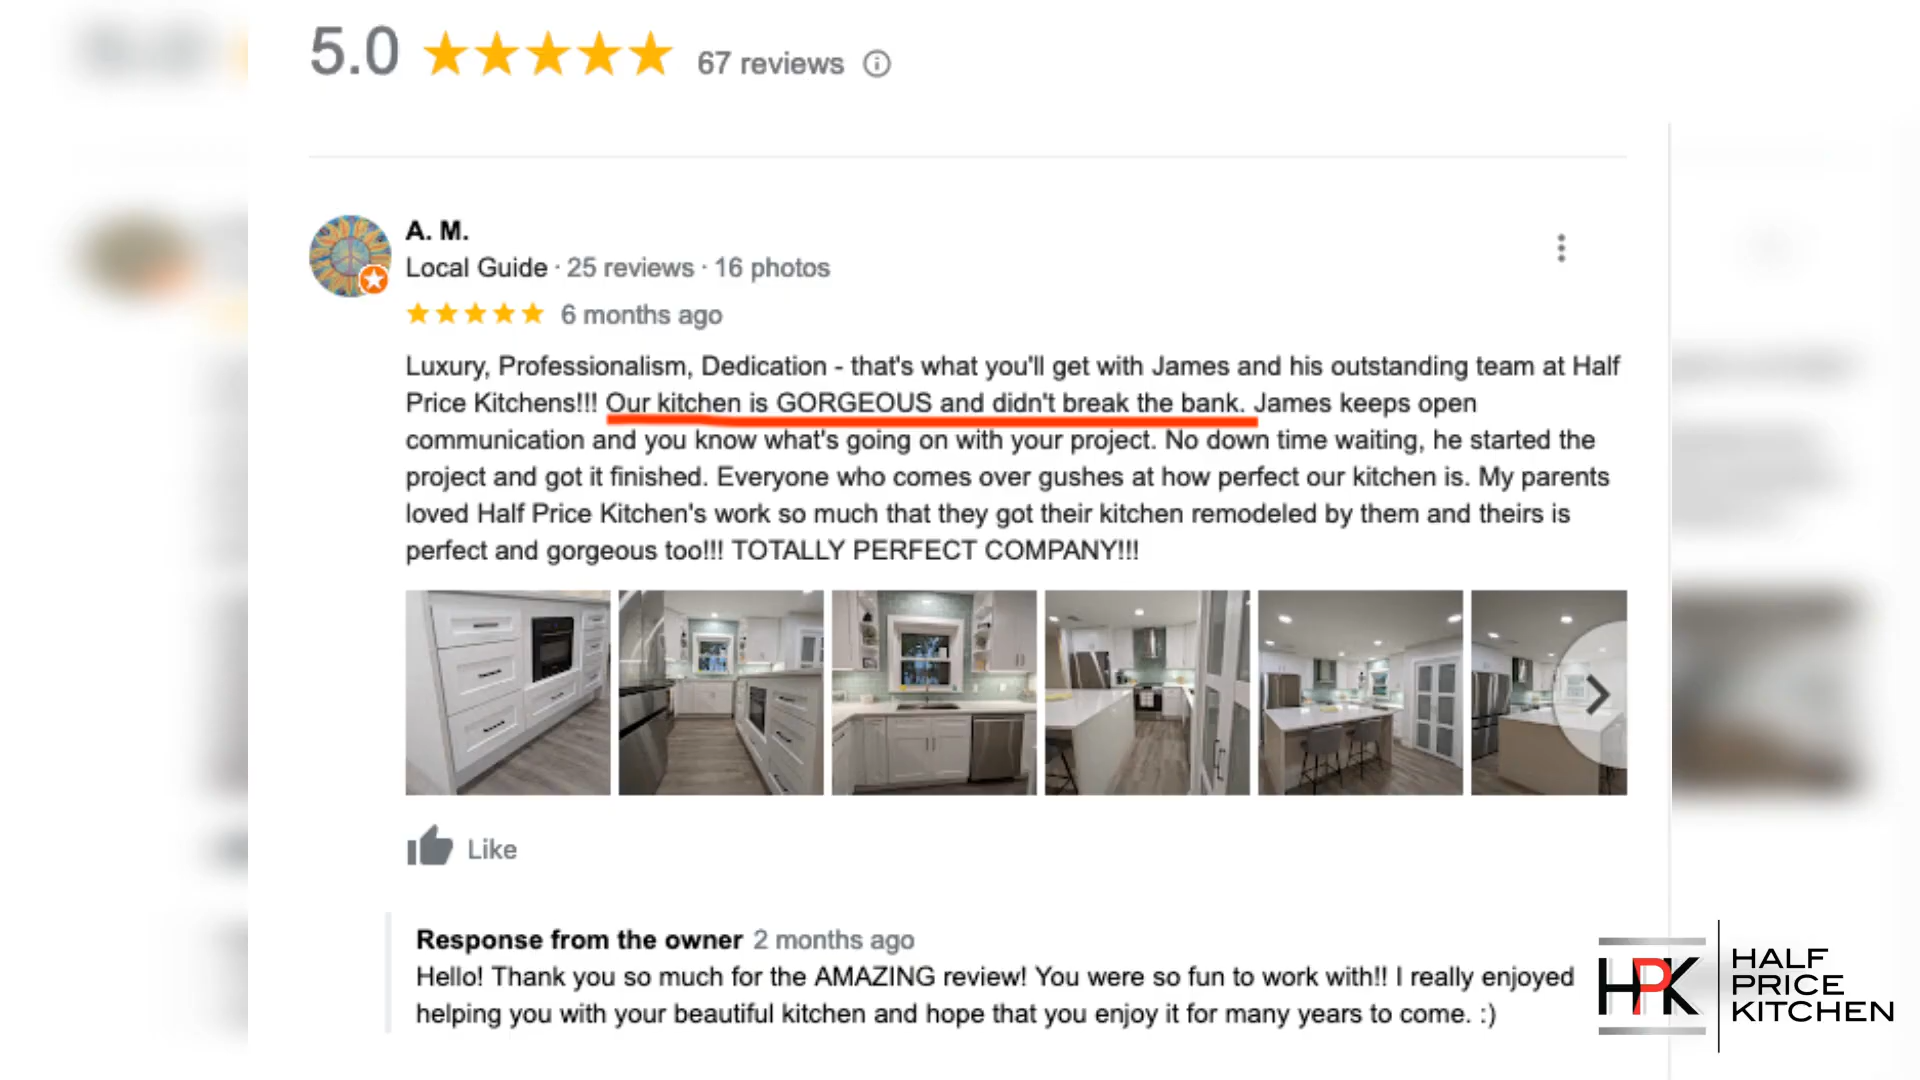 5.0 67 reviews
A. M.
Local Guide · 25 reviews · 16 photos
6 months ago
Luxury, Professionalism, Dedication - that's what you'll get with James and his outstanding team at Half
Price Kitchens!!! Our kitchen is GORGEOUS and didn't break the bank. James keeps open
communication and you know what's going on with your project. No down time waiting, he started the
project and got it finished. Everyone who comes over gushes at how perfect our kitchen is. My parents
loved Half Price Kitchen's work so much that they got their kitchen remodeled by them and theirs is
perfect and gorgeous too!!! TOTALLY PERFECT COMPANY!!!
Like
Response from the owner 2 months ago
Hello! Thank you so much for the AMAZING review! You were so fun to work with!! I really enjoyed
helping you with your beautiful kitchen and hope that you enjoy it for many years to come. :)
HPK
HALF
PRICE
KITCHEN